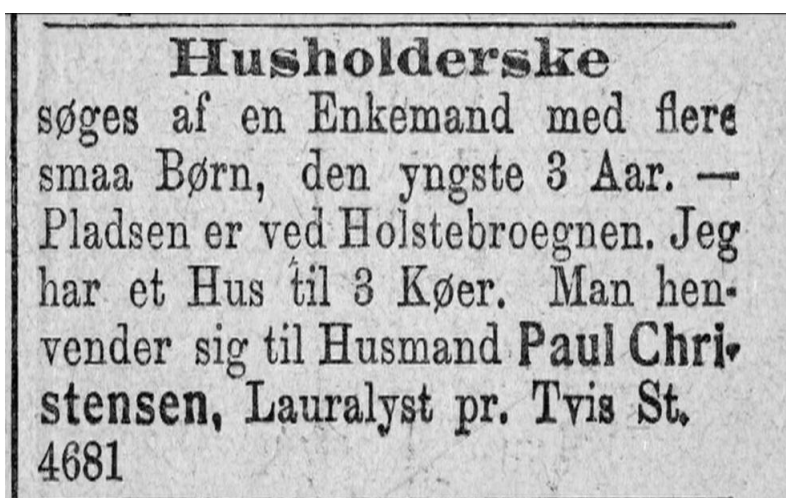 Husholderske
søges af en Enkemand med flere
smaa Børn, den yngste 3 Aar. —
Pladsen er ved Holstebroegnen. Jeg
har et Hus til 3 Køer. Man hen-
vender sig til Husmand Paul Chri-
stensen, Lauralyst pr. Tvis St.
4681